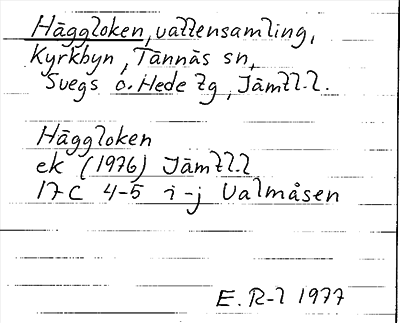 Häggloken, vattensamling,
Kyrkbyn, Tännäs sn,
Svegs o. Hede tg, Jämtl.l.
Häggloken
ek (1976) Jämtl.l
17C 4-5 i-j Valmåsen
E. R-l 1977